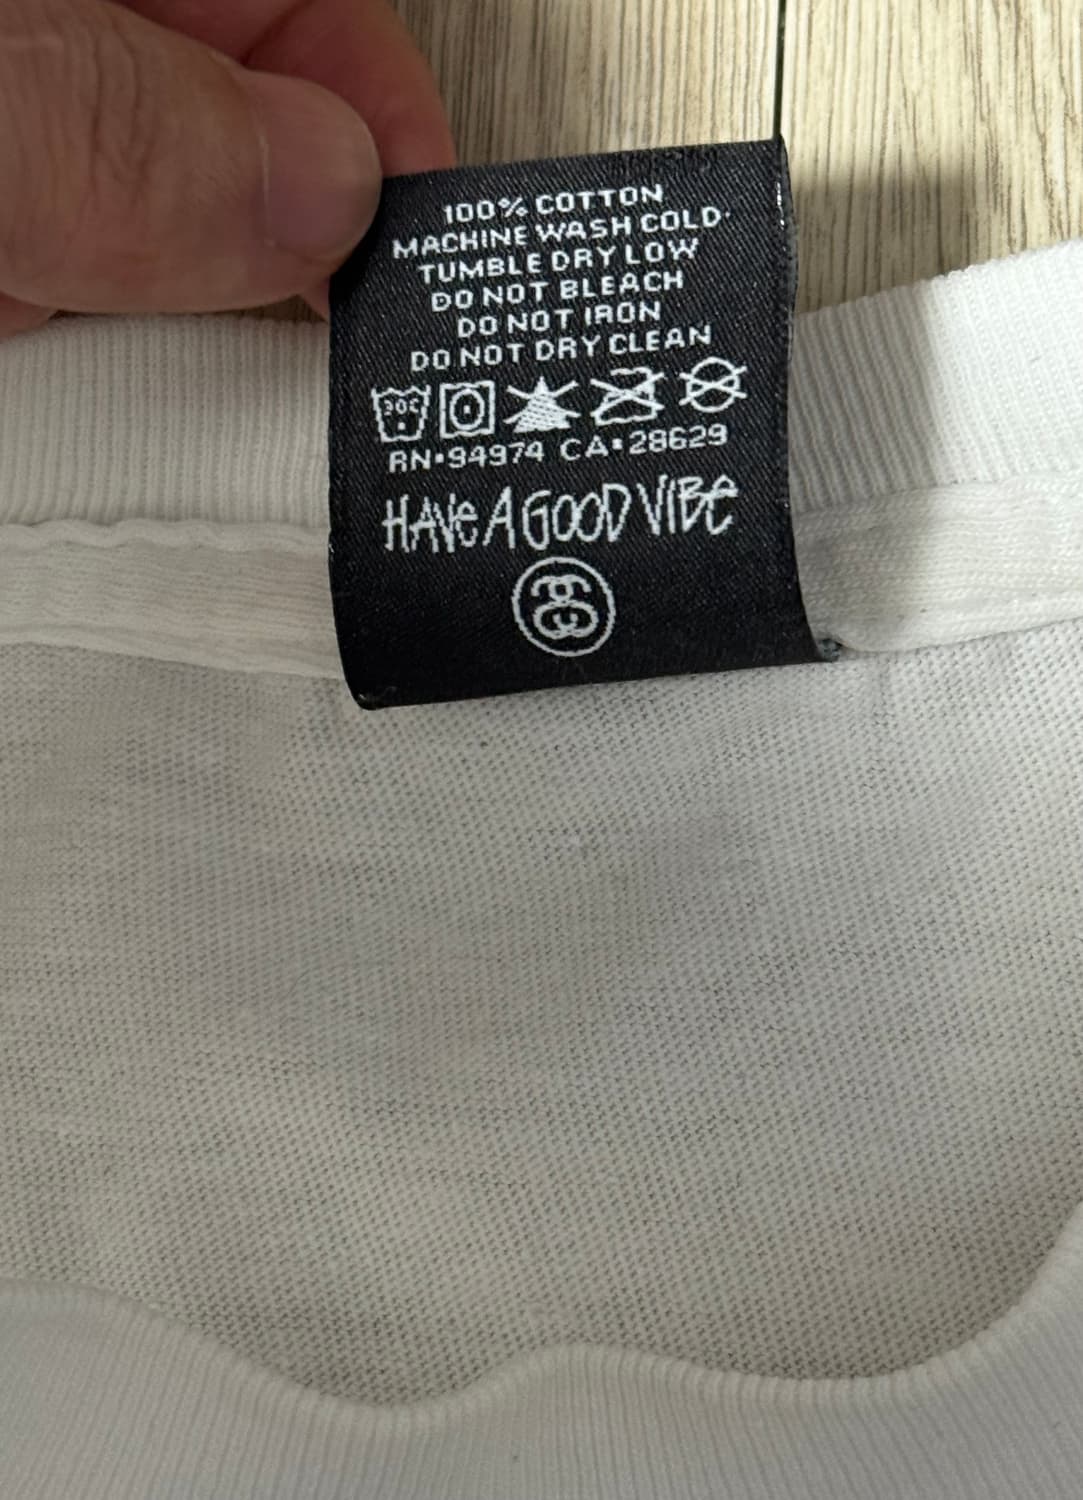 100% COTTON
MACHINE WASH COLD
TUMBLE DRY LOW
DO NOT BLEACH
DO NOT IRON
DO NOT DRY CLEAN
30C
RN•94974 CA•28629
HAVE A GOOD VIBE